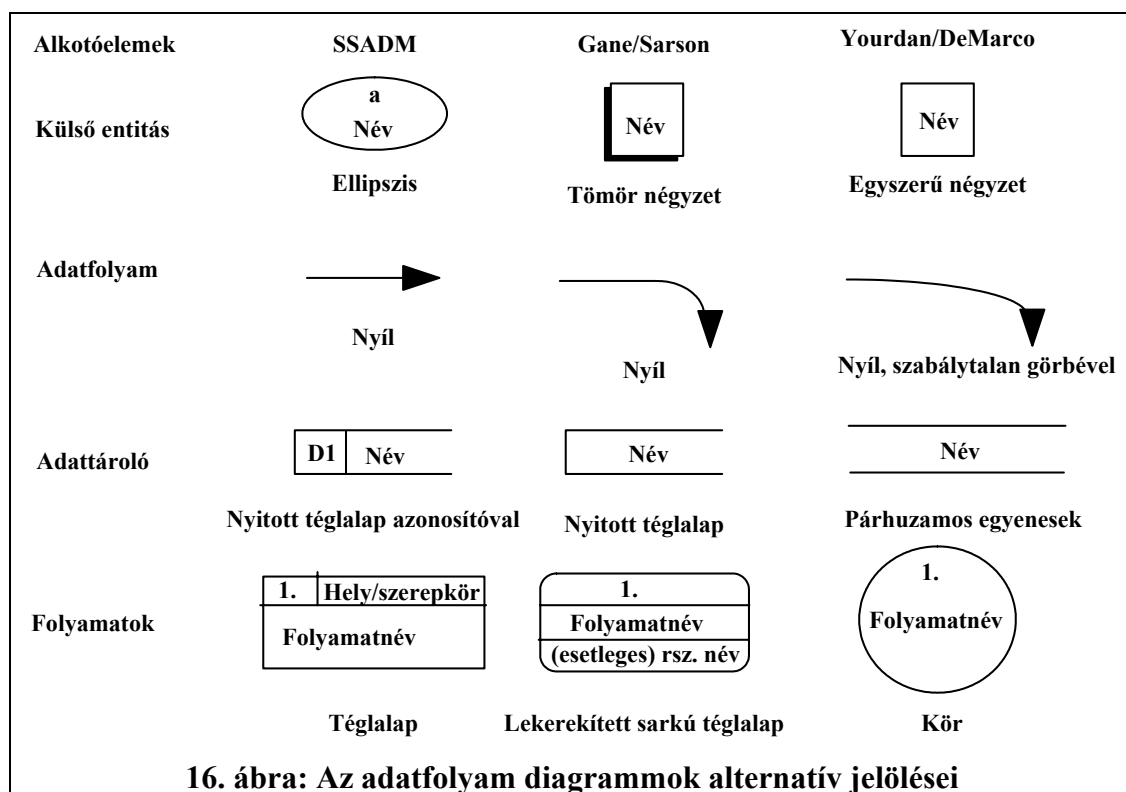 Alkotóelemek SSADM Gane/Sarson Yourdan/DeMarco
Külső entitás
a
Név
Név
Név
Ellipszis
Tömör négyzet
Egyszerű négyzet
Adatfolyam
Nyíl
Nyíl
Nyíl, szabálytalan görbével
Adattároló
D1 Név
Név
Név
Nyitott téglalap azonosítóval
Nyitott téglalap
Párhuzamos egyenesek
Folyamatok
1. Hely/szerepkör
Folyamatnév
1.
Folyamatnév
(esetleges) rsz. név
1.
Folyamatnév
Téglalap
Lekerekített sarkú téglalap
Kör
16. ábra: Az adatfolyam diagrammok alternatív jelölései